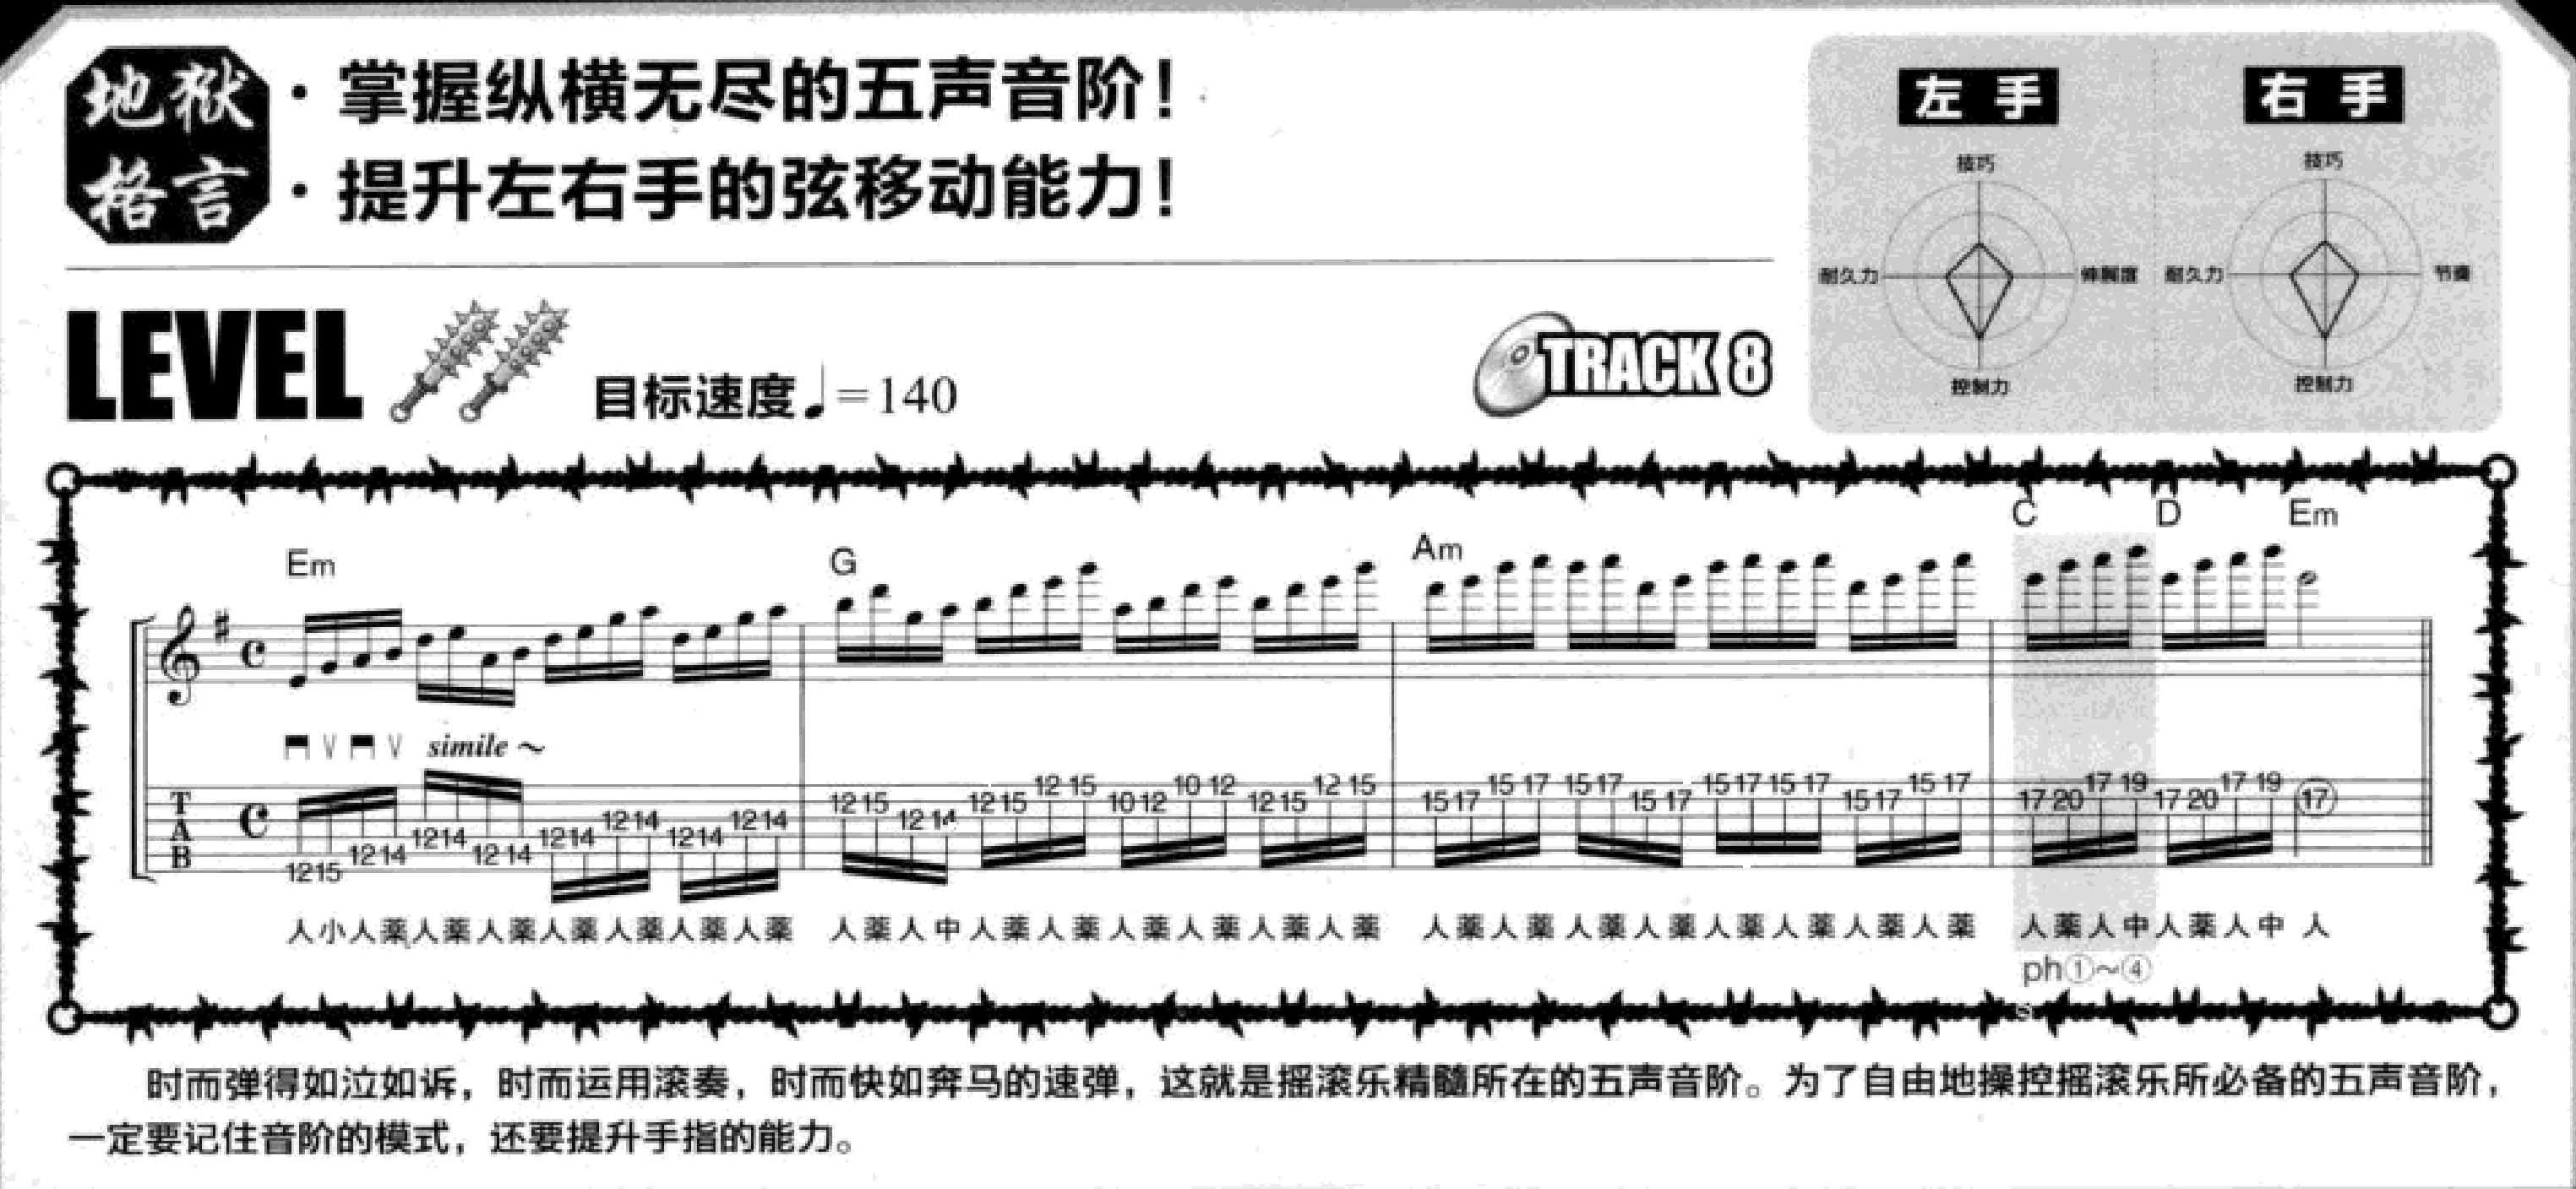 地狱
格言
·掌握纵横无尽的五声音阶！
·提升左右手的弦移动能力！
左 手
右 手
技巧
技巧
耐久力
伸展度
耐久力
节奏
控制力
控制力
LEVEL
目标速度♩=140
TRACK 8
C D Em
Em G Am
simile ~
T
A
B
12 15 12 14 12 14 12 14 12 14 12 14 12 14 12 14
12 15 12 14 12 15 12 15 10 12 10 12 12 15 12 15
15 17 15 17 15 17 15 17 15 17 15 17 15 17 15 17
17 20 17 19 17 20 17 19 17
人小人薬人薬人薬人薬人薬人薬人薬 人薬人中人薬人薬人薬人薬人薬人薬 人薬人薬人薬人薬人薬人薬人薬人薬 人薬人中人薬人中 人
ph①~④
时而弹得如泣如诉，时而运用滚奏，时而快如奔马的速弹，这就是摇滚乐精髓所在的五声音阶。为了自由地操控摇滚乐所必备的五声音阶，
一定要记住音阶的模式，还要提升手指的能力。